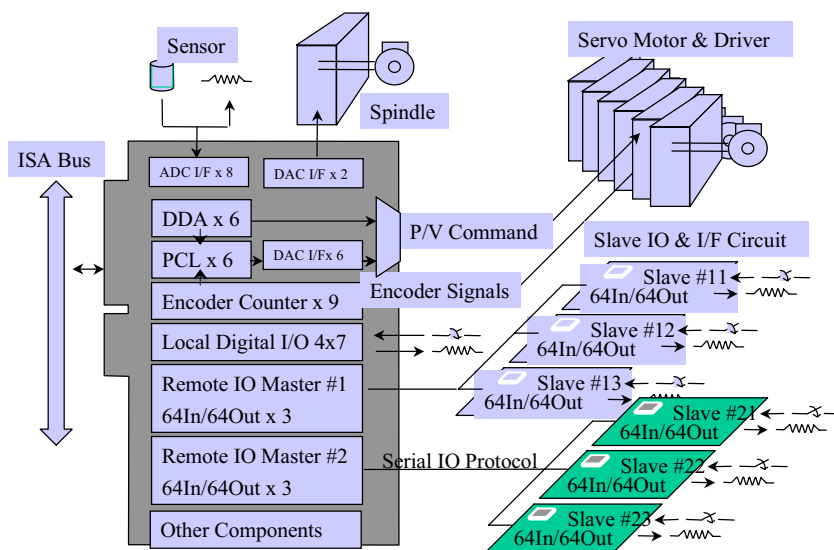 Sensor
Servo Motor & Driver
Spindle
ISA Bus
ADC I/F x 8
DAC I/F x 2
DDA x 6
P/V Command
PCL x 6
DAC I/Fx 6
Slave IO & I/F Circuit
Encoder Signals
Encoder Counter x 9
Local Digital I/O 4x7
Remote IO Master #1
64In/64Out x 3
Remote IO Master #2
64In/64Out x 3
Other Components
Serial IO Protocol
Slave #11
64In/64Out
Slave #12
64In/64Out
Slave #13
64In/64Out
Slave #21
64In/64Out
Slave #22
64In/64Out
Slave #23
64In/64Out